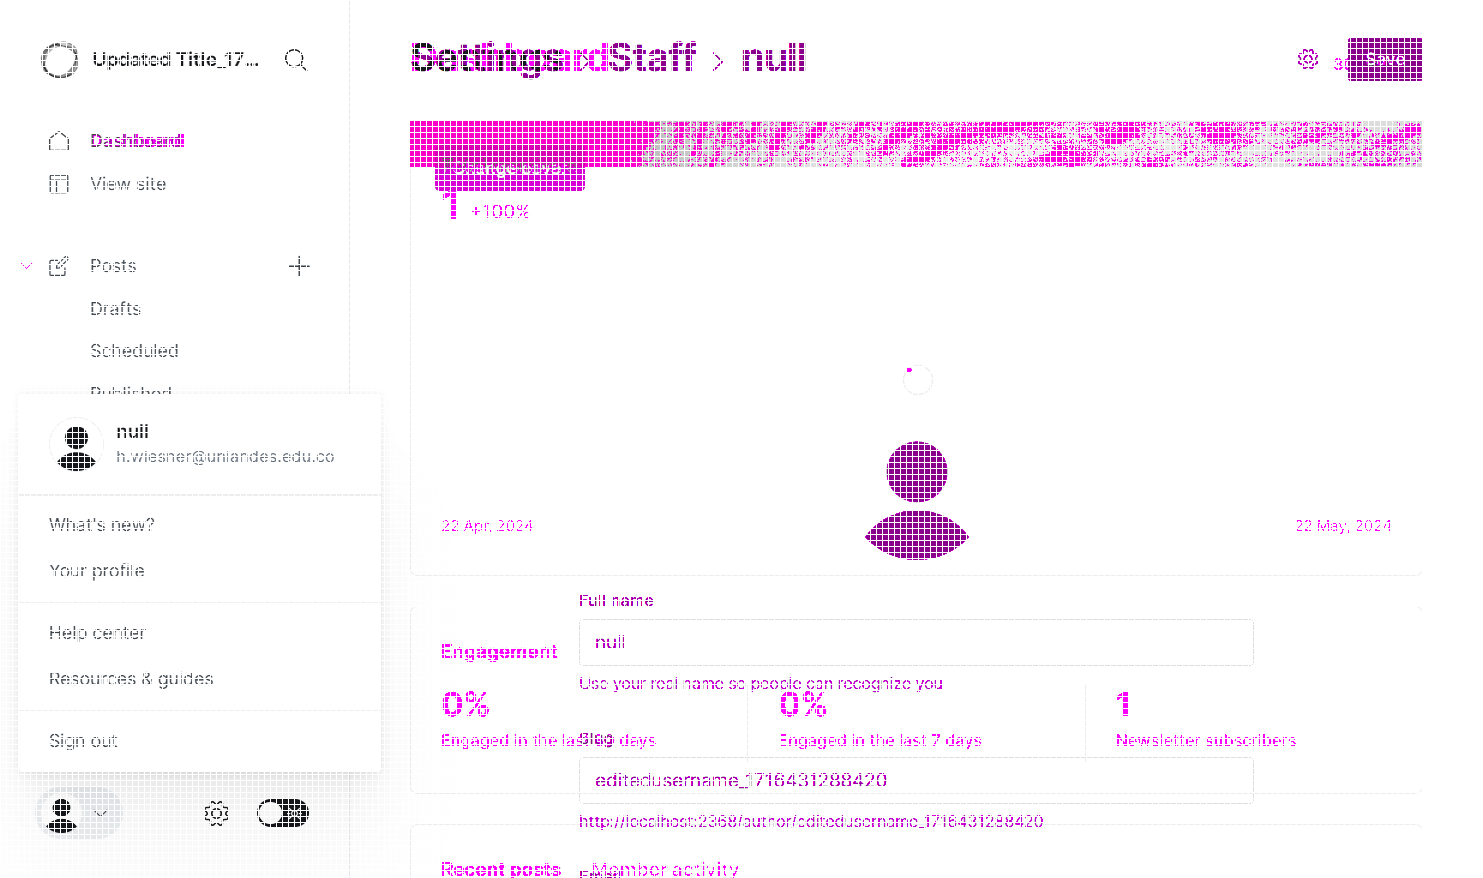 Updated Title_17...
Settings
Staff
null
Save
Dashboard
View site
Posts
Drafts
Scheduled
Published
null
h.wiesner@uniandes.edu.co
What's new?
Your profile
Help center
Resources & guides
Sign out
1 +100%
22 Apr, 2024
22 May, 2024
Full name
null
Use your real name so people can recognize you
Engagement
0%
Engaged in the last 30 days
0%
Engaged in the last 7 days
1
Newsletter subscribers
Slug
editedusername_1716431288420
http://localhost:2368/author/editedusername_1716431288420
Recent posts
Member activity
Email